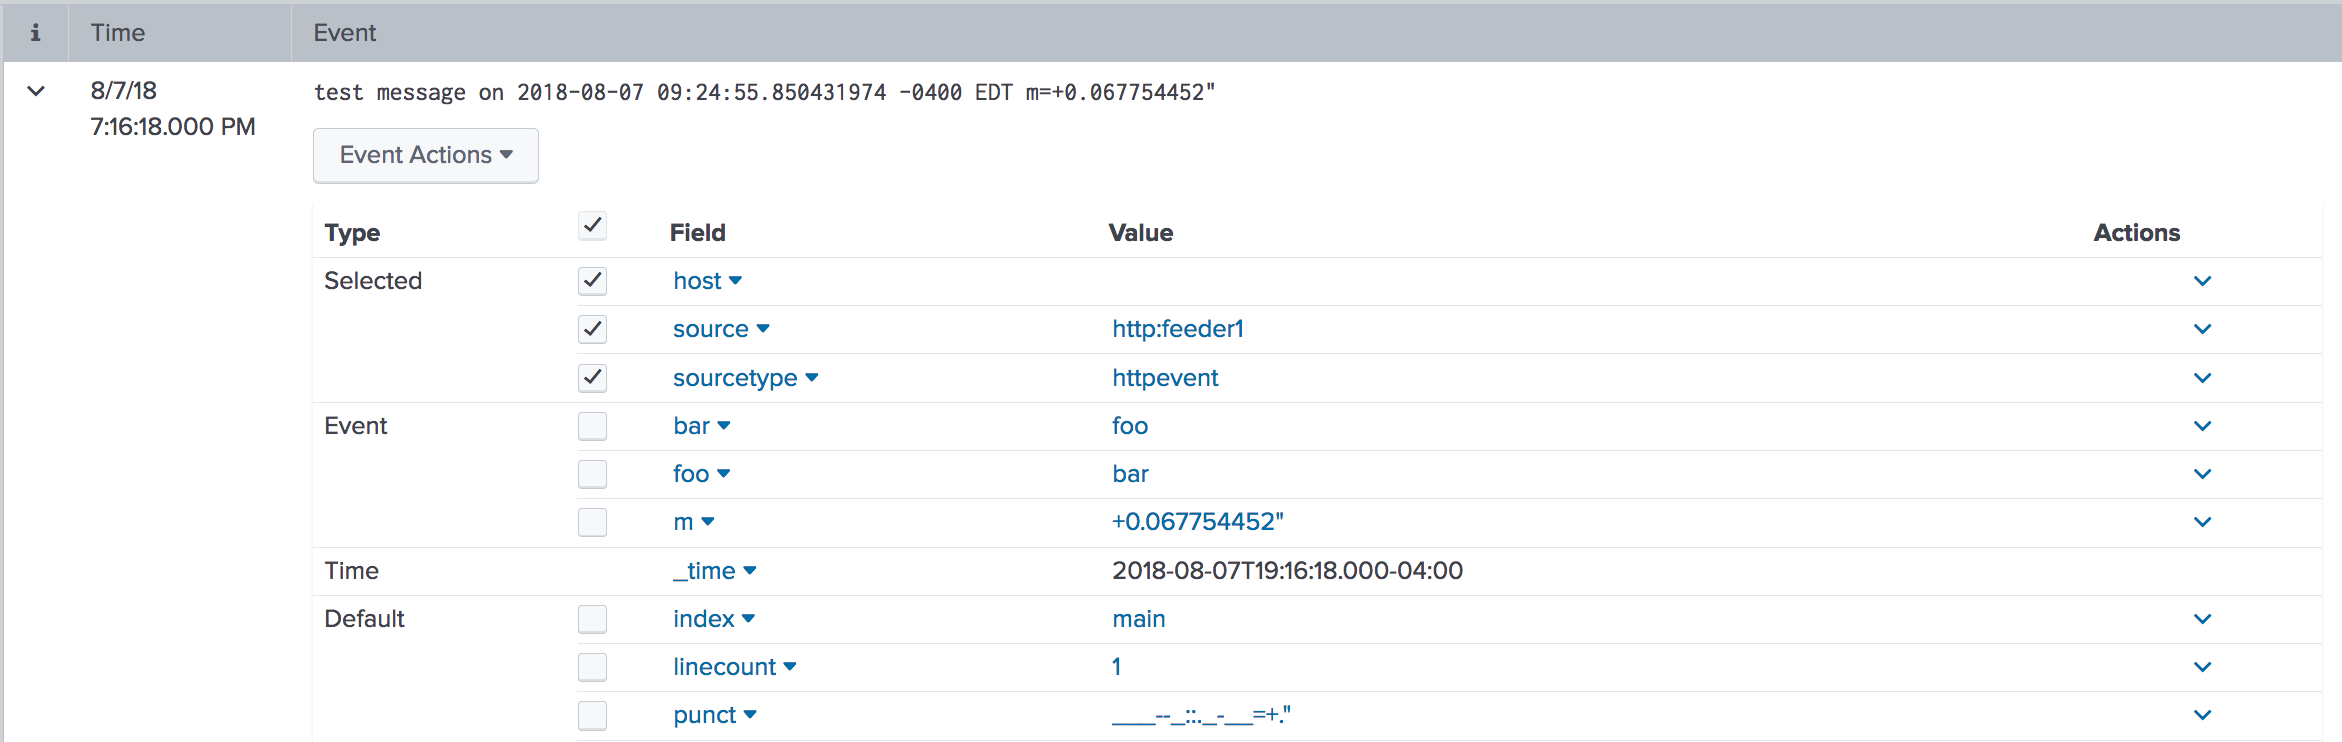 i Time Event
8/7/18 test message on 2018-08-07 09:24:55.850431974 -0400 EDT m=+0.067754452"
7:16:18.000 PM
Event Actions
Type Field Value Actions
Selected host
source http:feeder1
sourcetype httpevent
Event bar foo
foo bar
m +0.067754452"
Time _time 2018-08-07T19:16:18.000-04:00
Default index main
linecount 1
punct ___--_::._-__=+."